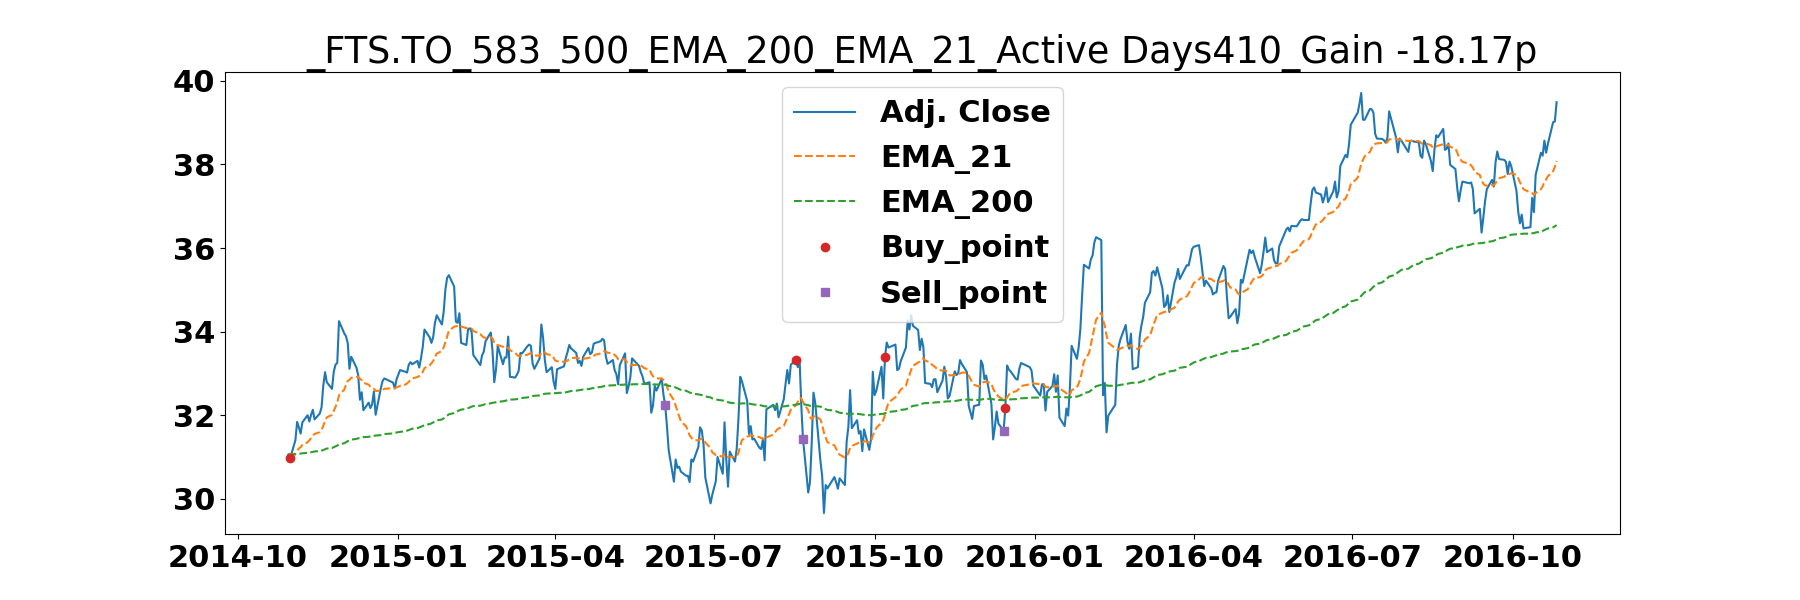 _FTS.TO_583_500_EMA_200_EMA_21_Active Days410_Gain -18.17p
40
38
36
34
32
30
Adj. Close
EMA_21
EMA_200
Buy_point
Sell_point
2014-10 2015-01 2015-04 2015-07 2015-10 2016-01 2016-04 2016-07 2016-10